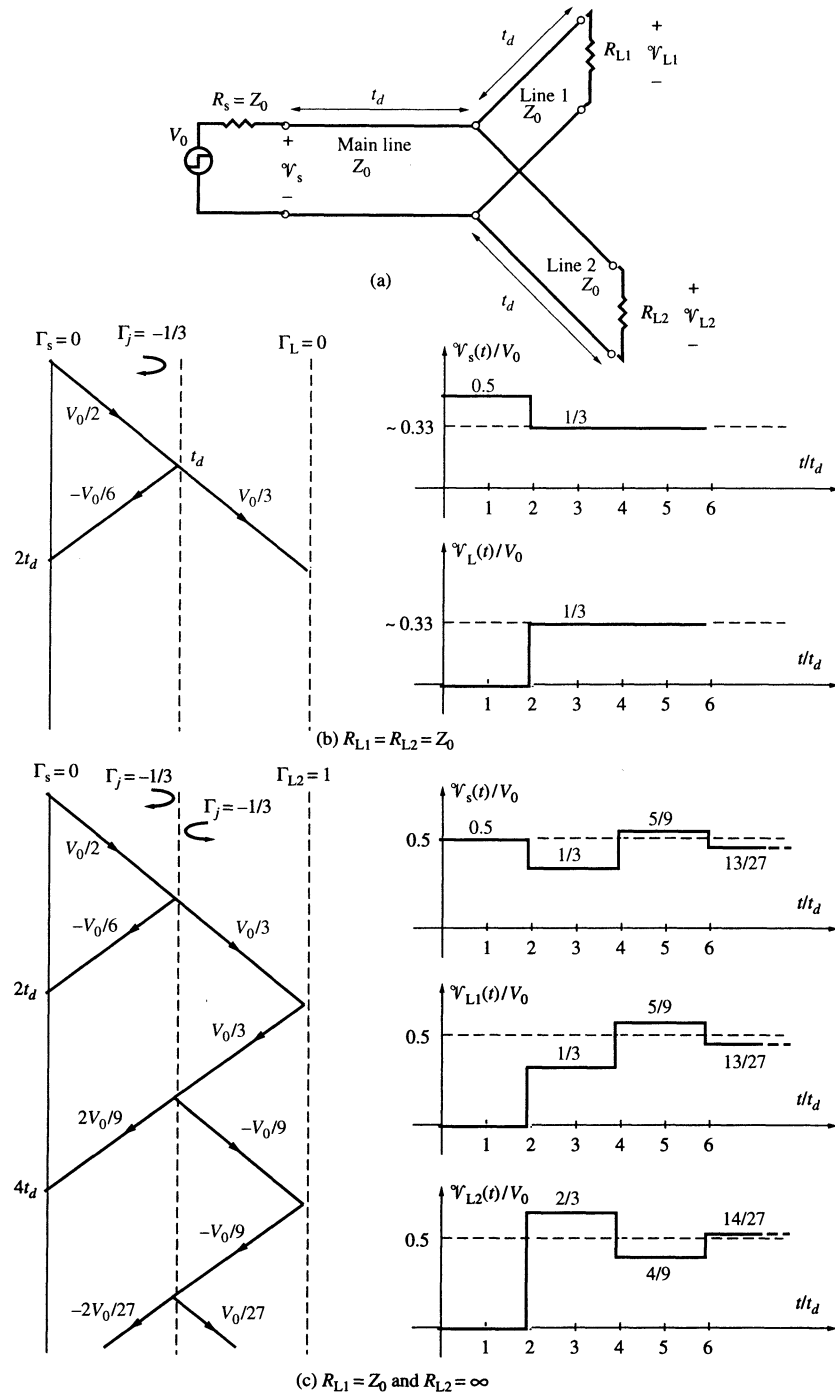 t_d
R_L1
+
𝒱_L1
−
Line 1
Z_0
R_s = Z_0
t_d
V_0
+
𝒱_s
−
Main line
Z_0
Line 2
Z_0
t_d
R_L2
+
𝒱_L2
−
(a)
Γ_s = 0
Γ_j = −1/3
Γ_L = 0
V_0/2
t_d
−V_0/6
V_0/3
2t_d
𝒱_s(t)/V_0
0.5
1/3
~ 0.33
t/t_d
1 2 3 4 5 6
𝒱_L(t)/V_0
1/3
~ 0.33
t/t_d
1 2 3 4 5 6
(b) R_L1 = R_L2 = Z_0
Γ_s = 0
Γ_j = −1/3
Γ_L2 = 1
Γ_j = −1/3
V_0/2
−V_0/6
V_0/3
2t_d
V_0/3
2V_0/9
−V_0/9
4t_d
−V_0/9
−2V_0/27
V_0/27
𝒱_s(t)/V_0
5/9
0.5
0.5
1/3
13/27
t/t_d
1 2 3 4 5 6
𝒱_L1(t)/V_0
5/9
0.5
1/3
13/27
t/t_d
1 2 3 4 5 6
𝒱_L2(t)/V_0
2/3
14/27
0.5
4/9
t/t_d
1 2 3 4 5 6
(c) R_L1 = Z_0 and R_L2 = ∞